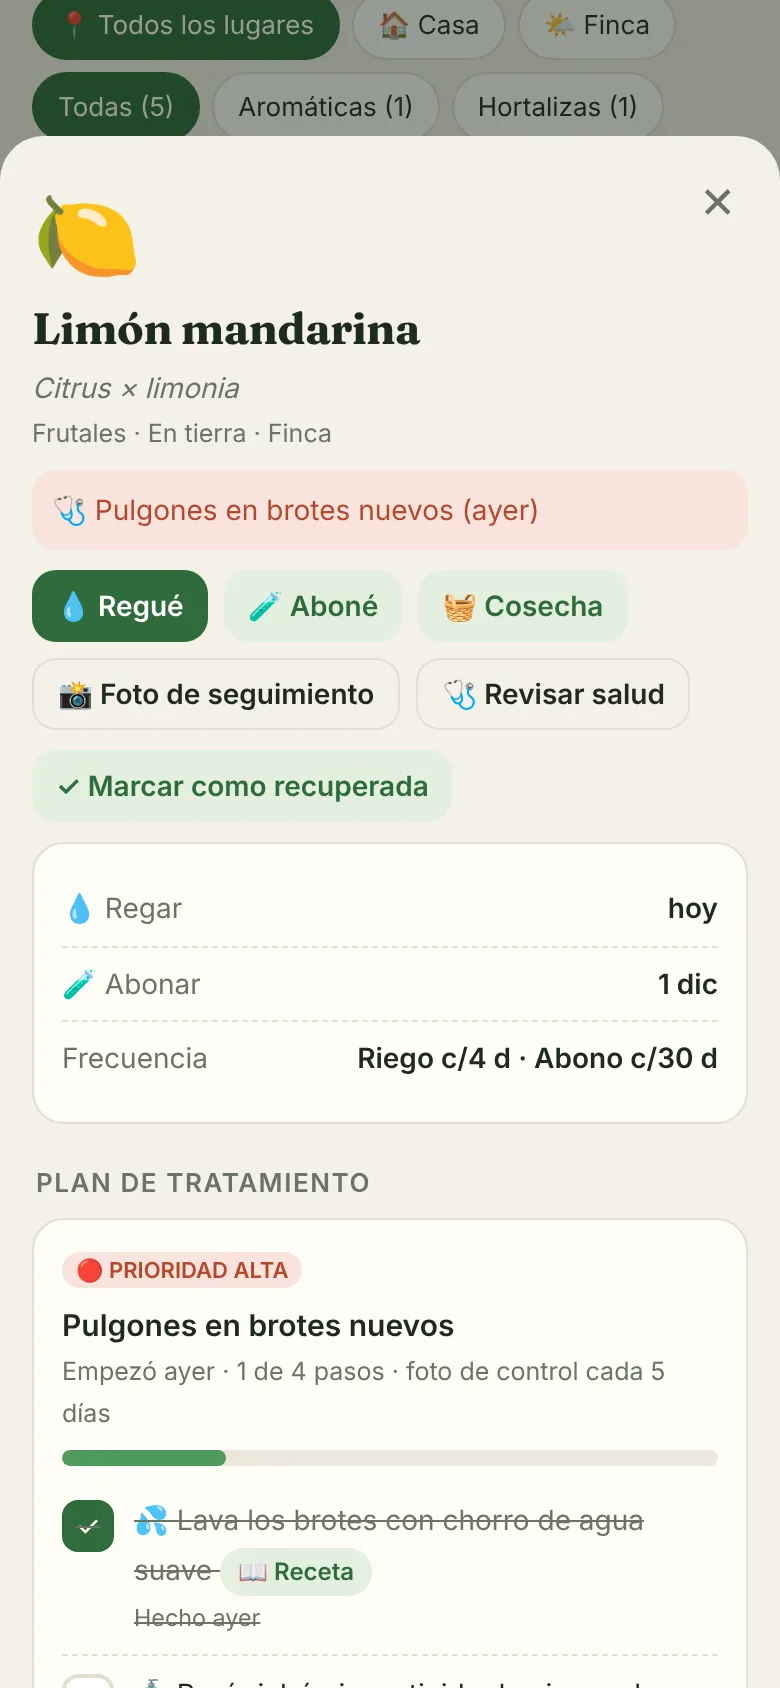 Todos los lugares Casa Finca
Todas (5) Aromáticas (1) Hortalizas (1)
Limón mandarina
Citrus × limonia
Frutales · En tierra · Finca
Pulgones en brotes nuevos (ayer)
Regué Aboné Cosecha
Foto de seguimiento Revisar salud
Marcar como recuperada
Regar hoy
Abonar 1 dic
Frecuencia Riego c/4 d · Abono c/30 d
PLAN DE TRATAMIENTO
PRIORIDAD ALTA
Pulgones en brotes nuevos
Empezó ayer · 1 de 4 pasos · foto de control cada 5
días
Lava los brotes con chorro de agua
suave Receta
Hecho ayer